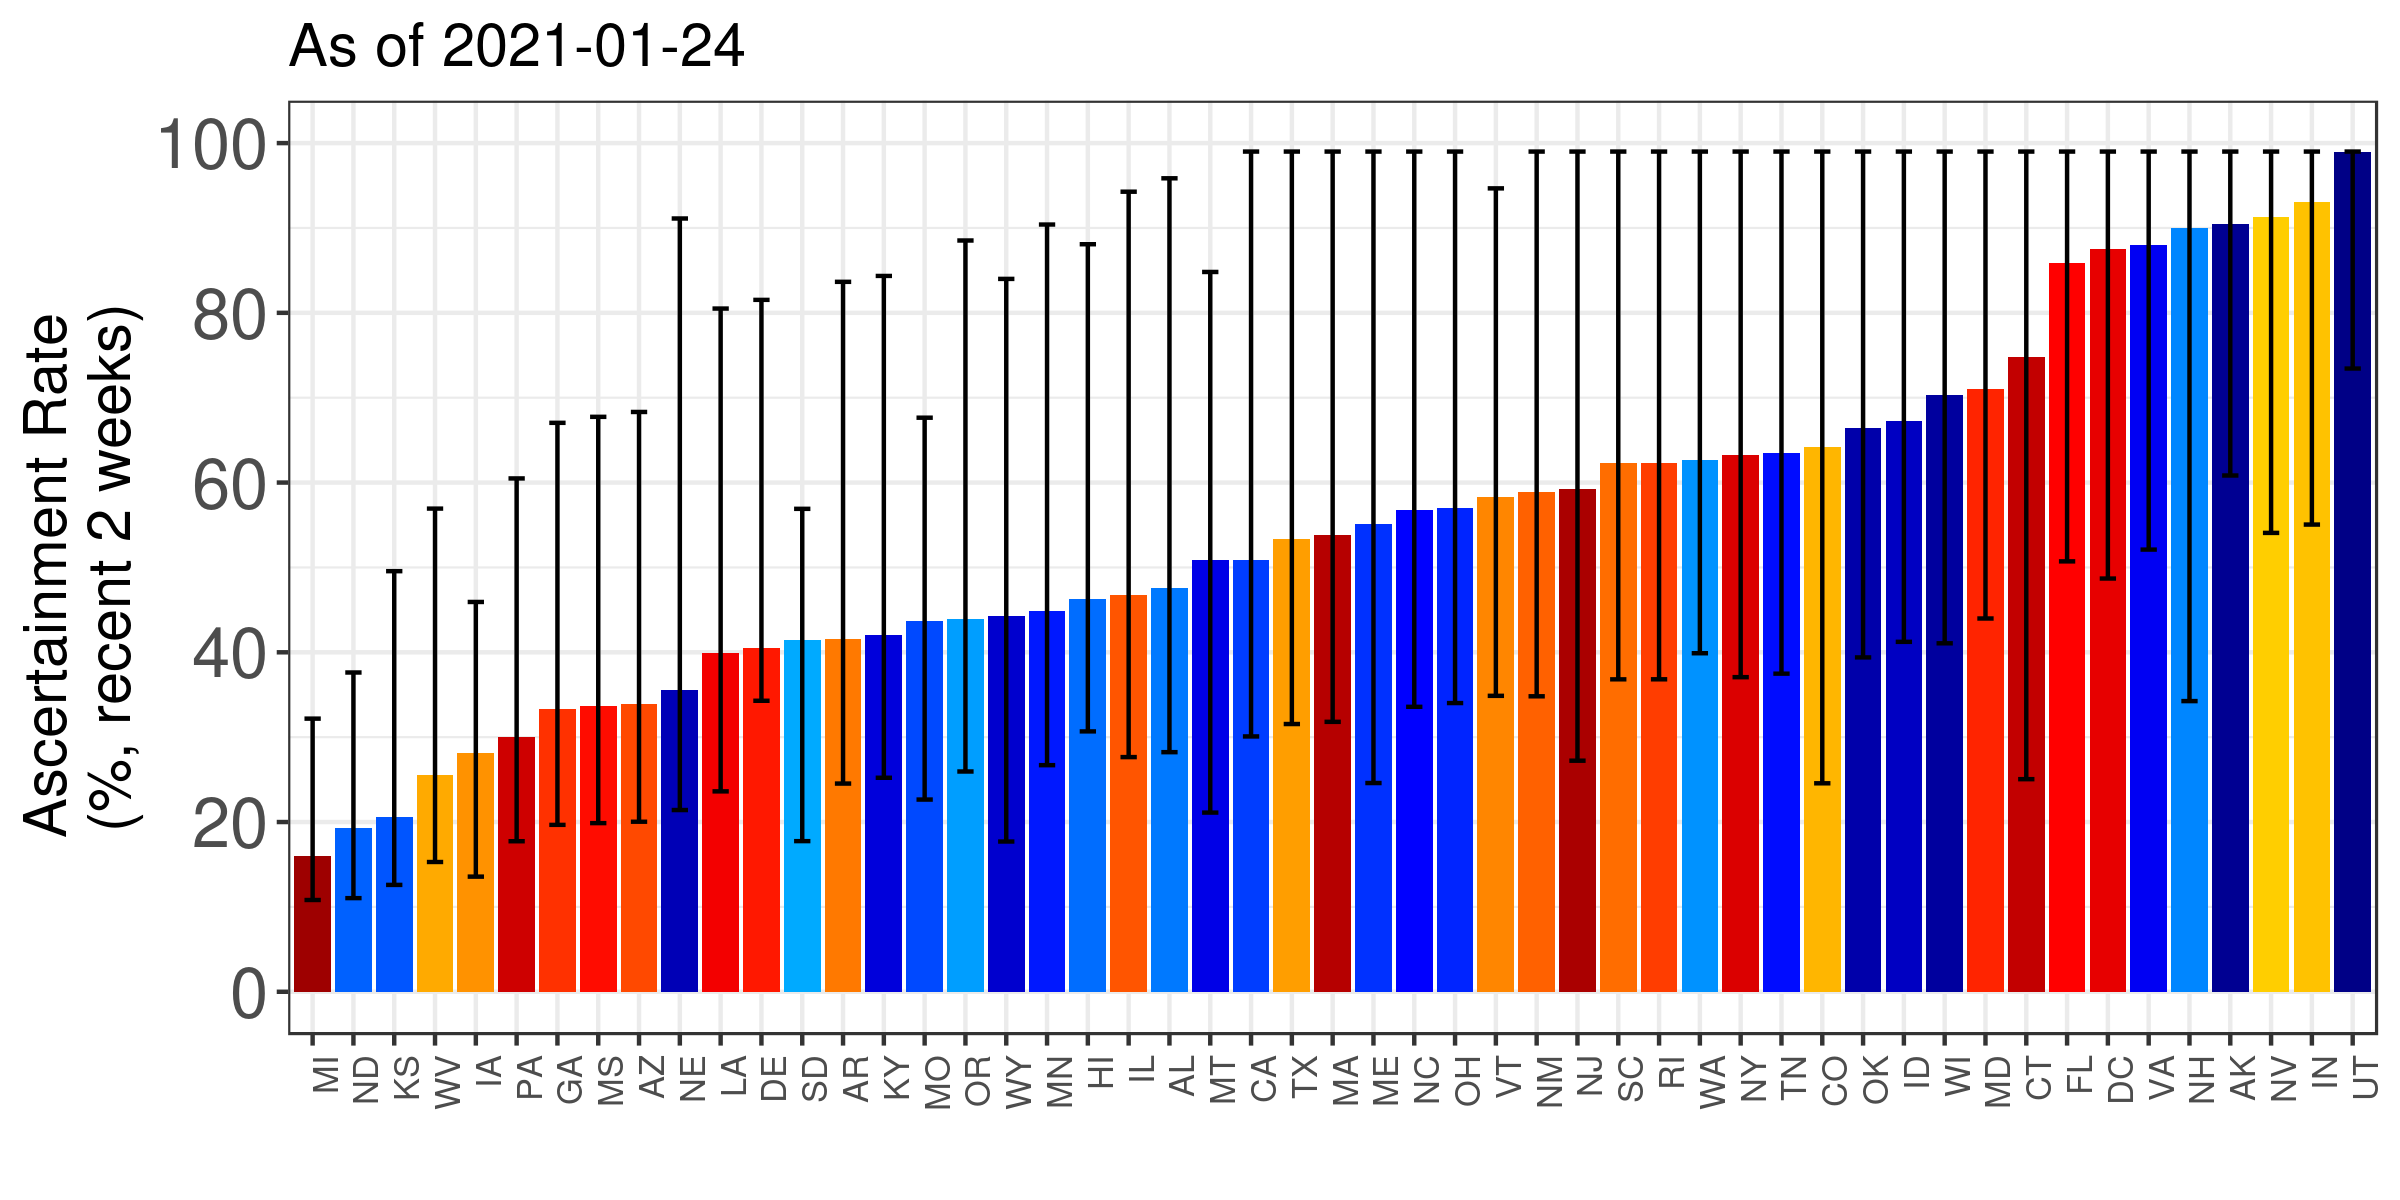 As of 2021-01-24
Ascertainment Rate
(%, recent 2 weeks)
100
80
60
40
20
0
MI ND KS WV IA PA GA MS AZ NE LA DE SD AR KY MO OR WY MN HI IL AL MT CA TX MA ME NC OH VT NM NJ SC RI WA NY TN CO OK ID WI MD CT FL DC VA NH AK NV IN UT